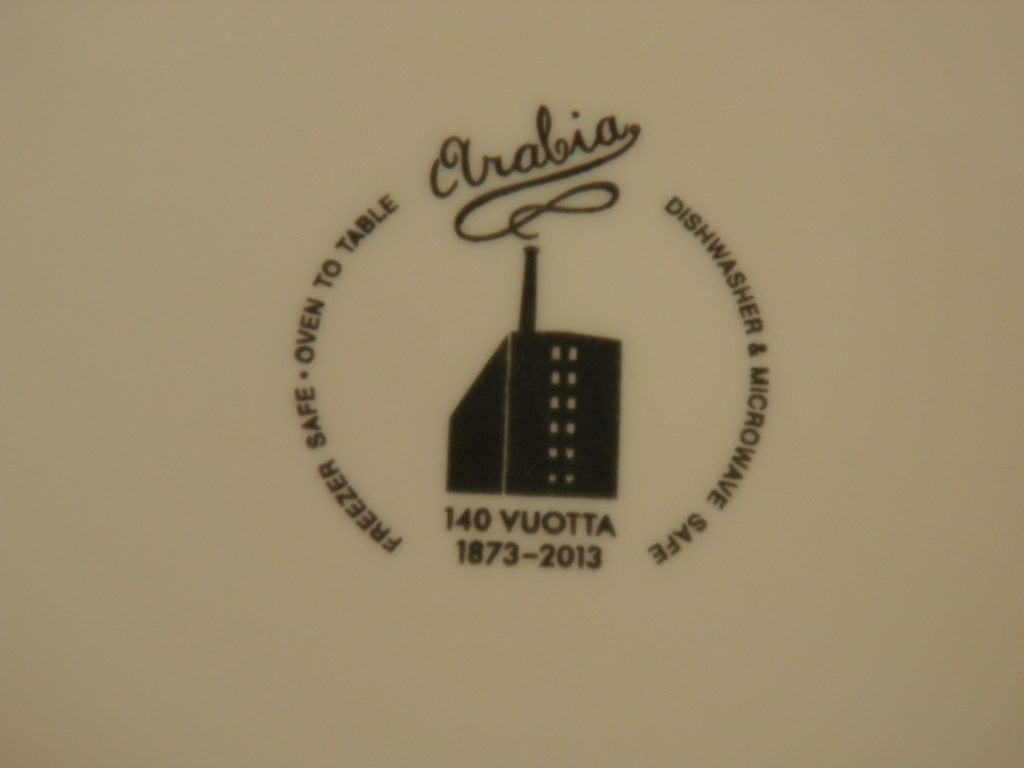 Arabia
FREEZER SAFE • OVEN TO TABLE
DISHWASHER & MICROWAVE SAFE
140 VUOTTA
1873–2013